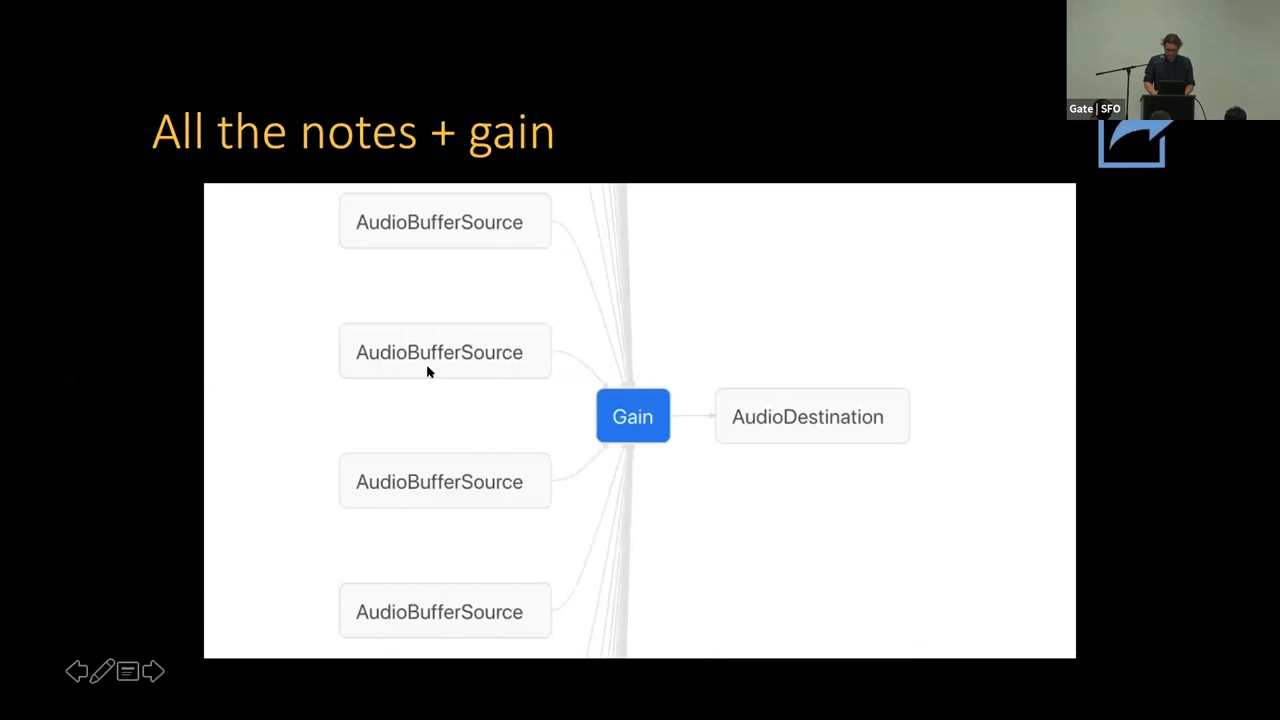 Gate | SFO
All the notes + gain
AudioBufferSource
AudioBufferSource
Gain
AudioDestination
AudioBufferSource
AudioBufferSource